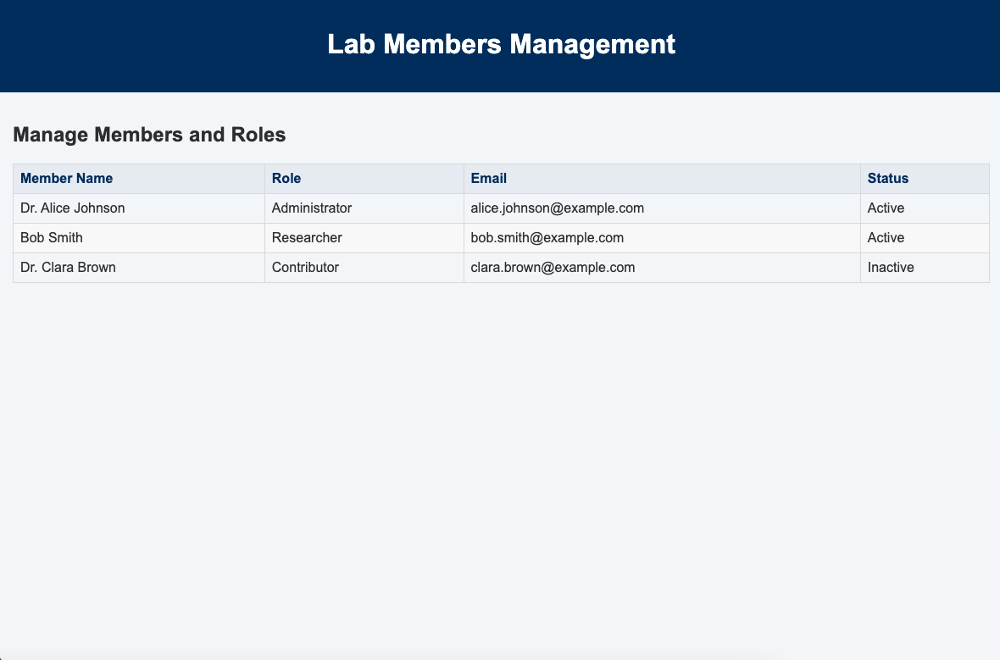 Lab Members Management
Manage Members and Roles
Member Name Role Email Status
Dr. Alice Johnson Administrator alice.johnson@example.com Active
Bob Smith Researcher bob.smith@example.com Active
Dr. Clara Brown Contributor clara.brown@example.com Inactive